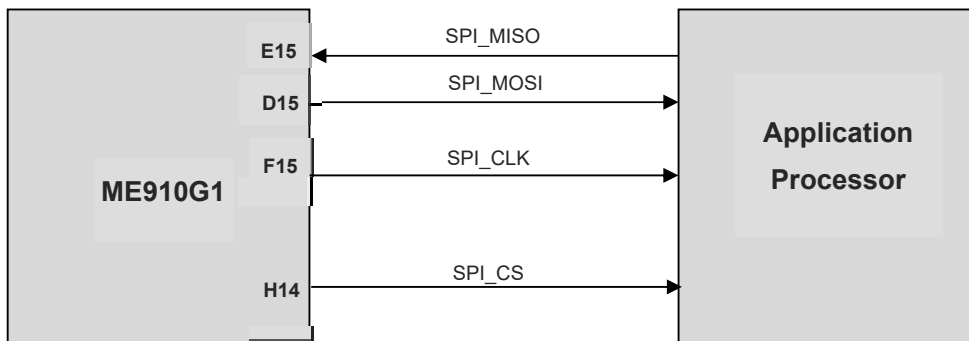 SPI_MISO
E15
SPI_MOSI
D15
Application
Processor
F15
SPI_CLK
ME910G1
SPI_CS
H14